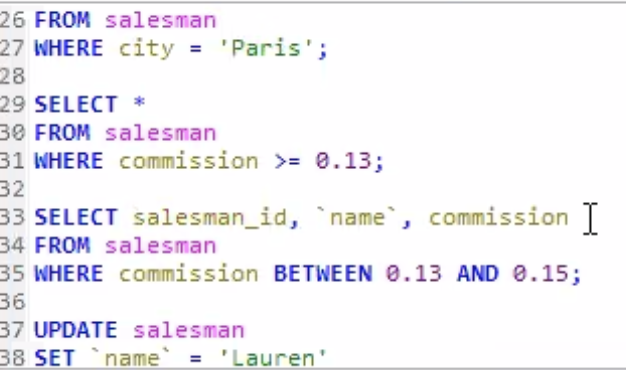 26 FROM salesman
27 WHERE city = 'Paris';
28
29 SELECT *
30 FROM salesman
31 WHERE commission >= 0.13;
32
33 SELECT salesman_id, `name`, commission
34 FROM salesman
35 WHERE commission BETWEEN 0.13 AND 0.15;
36
37 UPDATE salesman
38 SET `name` = 'Lauren'